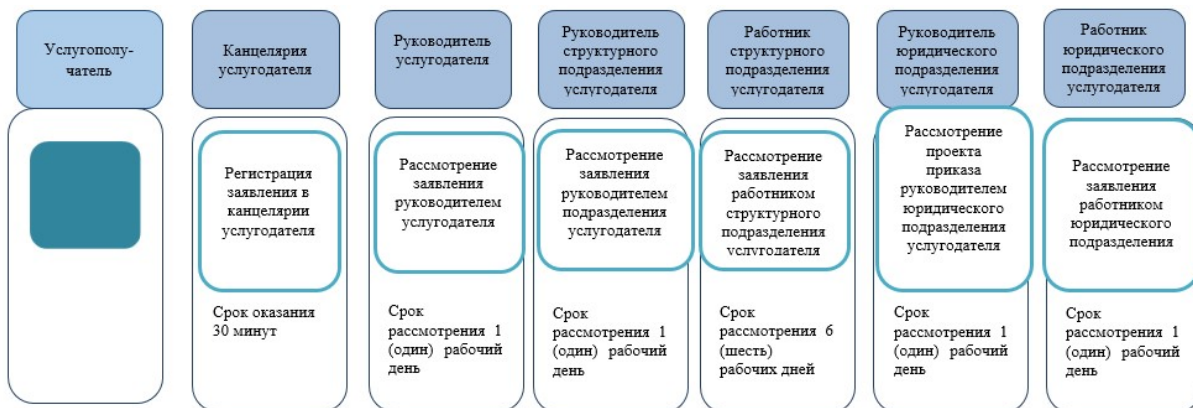 Услугополу-
чатель
Канцелярия
услугодателя
Руководитель
услугодателя
Руководитель
структурного
подразделения
услугодателя
Работник
структурного
подразделения
услугодателя
Руководитель
юридического
подразделения
услугодателя
Работник
юридического
подразделения
услугодателя
Регистрация
заявления в
канцелярии
услугодателя
Срок оказания
30 минут
Рассмотрение
заявления
руководителем
услугодателя
Срок
рассмотрения 1
(один) рабочий
день
Рассмотрение
заявления
руководителем
подразделения
услугодателя
Срок
рассмотрения 1
(один) рабочий
день
Рассмотрение
заявления
работником
структурного
подразделения
услугодателя
Срок
рассмотрения 6
(шесть)
рабочих дней
Рассмотрение
проекта
приказа
руководителем
юридического
подразделения
услугодателя
Срок
рассмотрения 1
(один) рабочий
день
Рассмотрение
заявления
работником
юридического
подразделения
Срок
рассмотрения 1
(один) рабочий
день